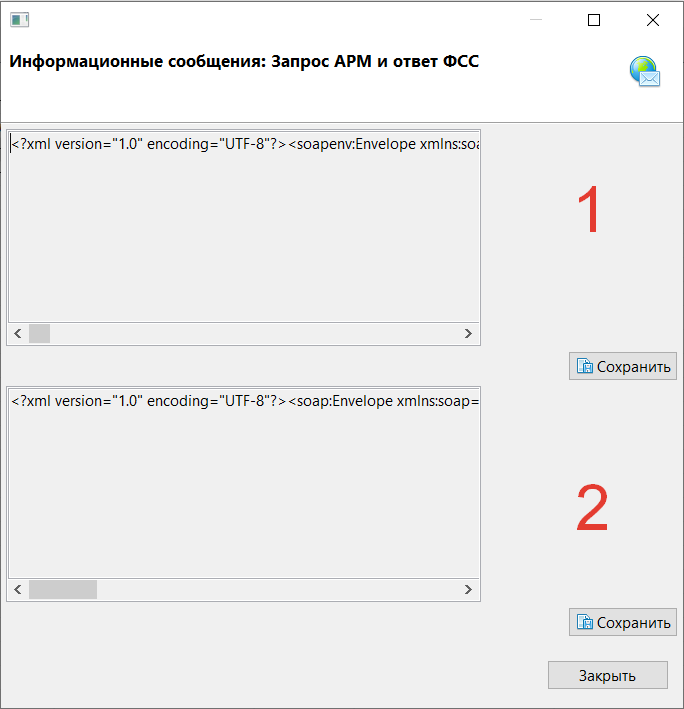 Информационные сообщения: Запрос АРМ и ответ ФСС
<?xml version="1.0" encoding="UTF-8"?><soapenv:Envelope xmlns:soa
1
Сохранить
<?xml version="1.0" encoding="UTF-8"?><soap:Envelope xmlns:soap=
2
Сохранить
Закрыть